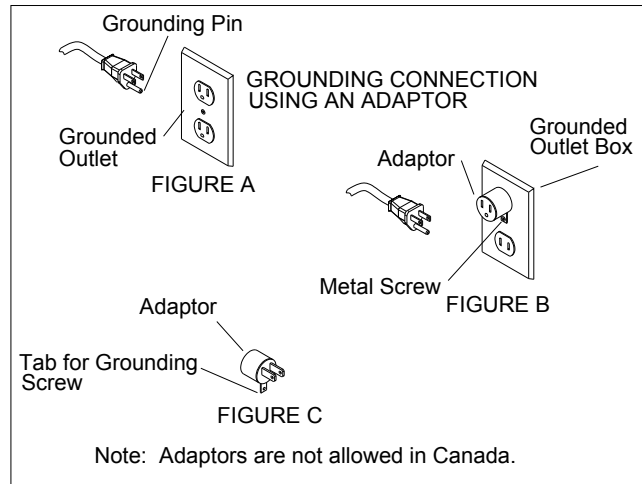 Grounding Pin
GROUNDING CONNECTION
USING AN ADAPTOR
Grounded
Outlet
FIGURE A
Grounded
Outlet Box
Adaptor
Metal Screw
FIGURE B
Adaptor
Tab for Grounding
Screw
FIGURE C
Note: Adaptors are not allowed in Canada.